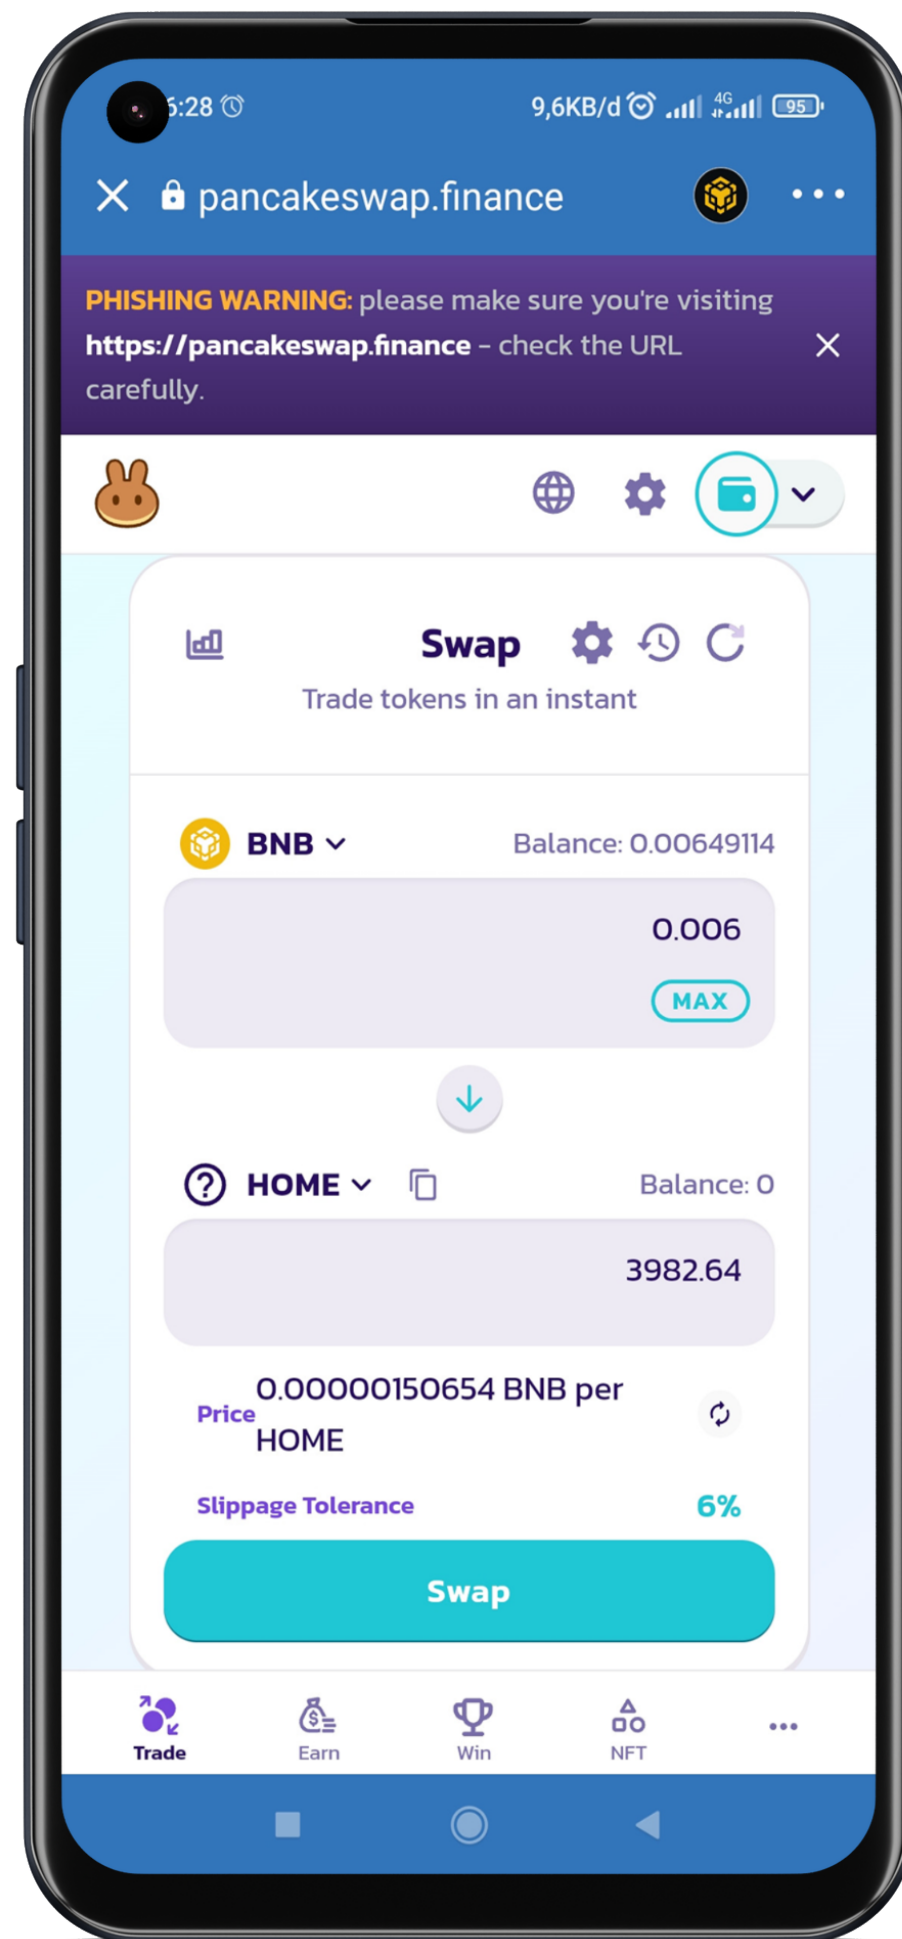 6:28
9,6KB/d 4G 95
pancakeswap.finance
PHISHING WARNING: please make sure you're visiting
https://pancakeswap.finance - check the URL
carefully.
Swap
Trade tokens in an instant
BNB Balance: 0.00649114
0.006
MAX
HOME Balance: 0
3982.64
Price 0.00000150654 BNB per
HOME
Slippage Tolerance 6%
Swap
Trade Earn Win NFT